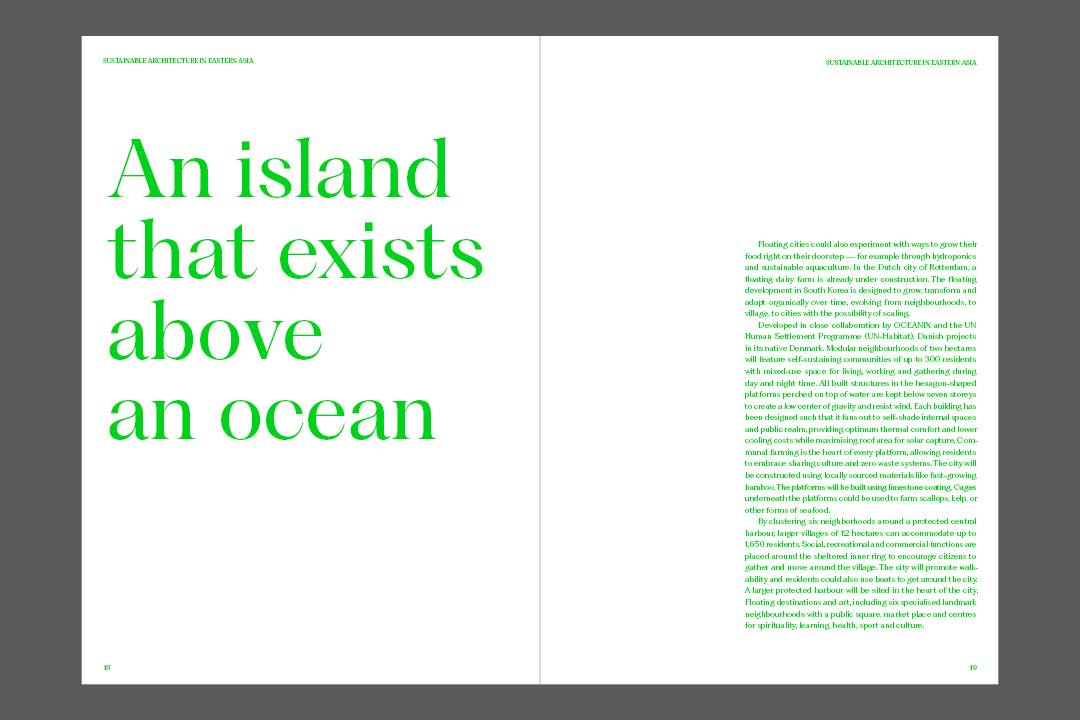 SUSTAINABLE ARCHITECTURE IN EASTERN ASIA
An island
that exists
above
an ocean
18
SUSTAINABLE ARCHITECTURE IN EASTERN ASIA
Floating cities could also experiment with ways to grow their
food right on their doorstep — for example through hydroponics
and sustainable aquaculture. In the Dutch city of Rotterdam, a
floating dairy farm is already under construction. The floating
development in South Korea is designed to grow, transform and
adapt organically over time, evolving from neighbourhoods, to
village, to cities with the possibility of scaling.
Developed in close collaboration by OCEANIX and the UN
Human Settlement Programme (UN-Habitat), Danish projects
in its native Denmark. Modular neighbourhoods of two hectares
will feature self-sustaining communities of up to 300 residents
with mixed-use space for living, working and gathering during
day and night time. All built structures in the hexagon-shaped
platforms perched on top of water are kept below seven storeys
to create a low center of gravity and resist wind. Each building has
been designed such that it fans out to self-shade internal spaces
and public realm, providing optimum thermal comfort and lower
cooling costs while maximising roof area for solar capture. Com-
munal farming is the heart of every platform, allowing residents
to embrace sharing culture and zero waste systems. The city will
be constructed using locally sourced materials like fast-growing
bamboo. The platforms will be built using limestone coating. Cages
underneath the platforms could be used to farm scallops, kelp, or
other forms of seafood.
By clustering six neighborhoods around a protected central
harbour, larger villages of 12 hectares can accommodate up to
1,650 residents. Social, recreational and commercial functions are
placed around the sheltered inner ring to encourage citizens to
gather and move around the village. The city will promote walk-
ability and residents could also use boats to get around the city.
A larger protected harbour will be sited in the heart of the city.
Floating destinations and art, including six specialised landmark
neighbourhoods with a public square, market place and centres
for spirituality, learning, health, sport and culture.
19